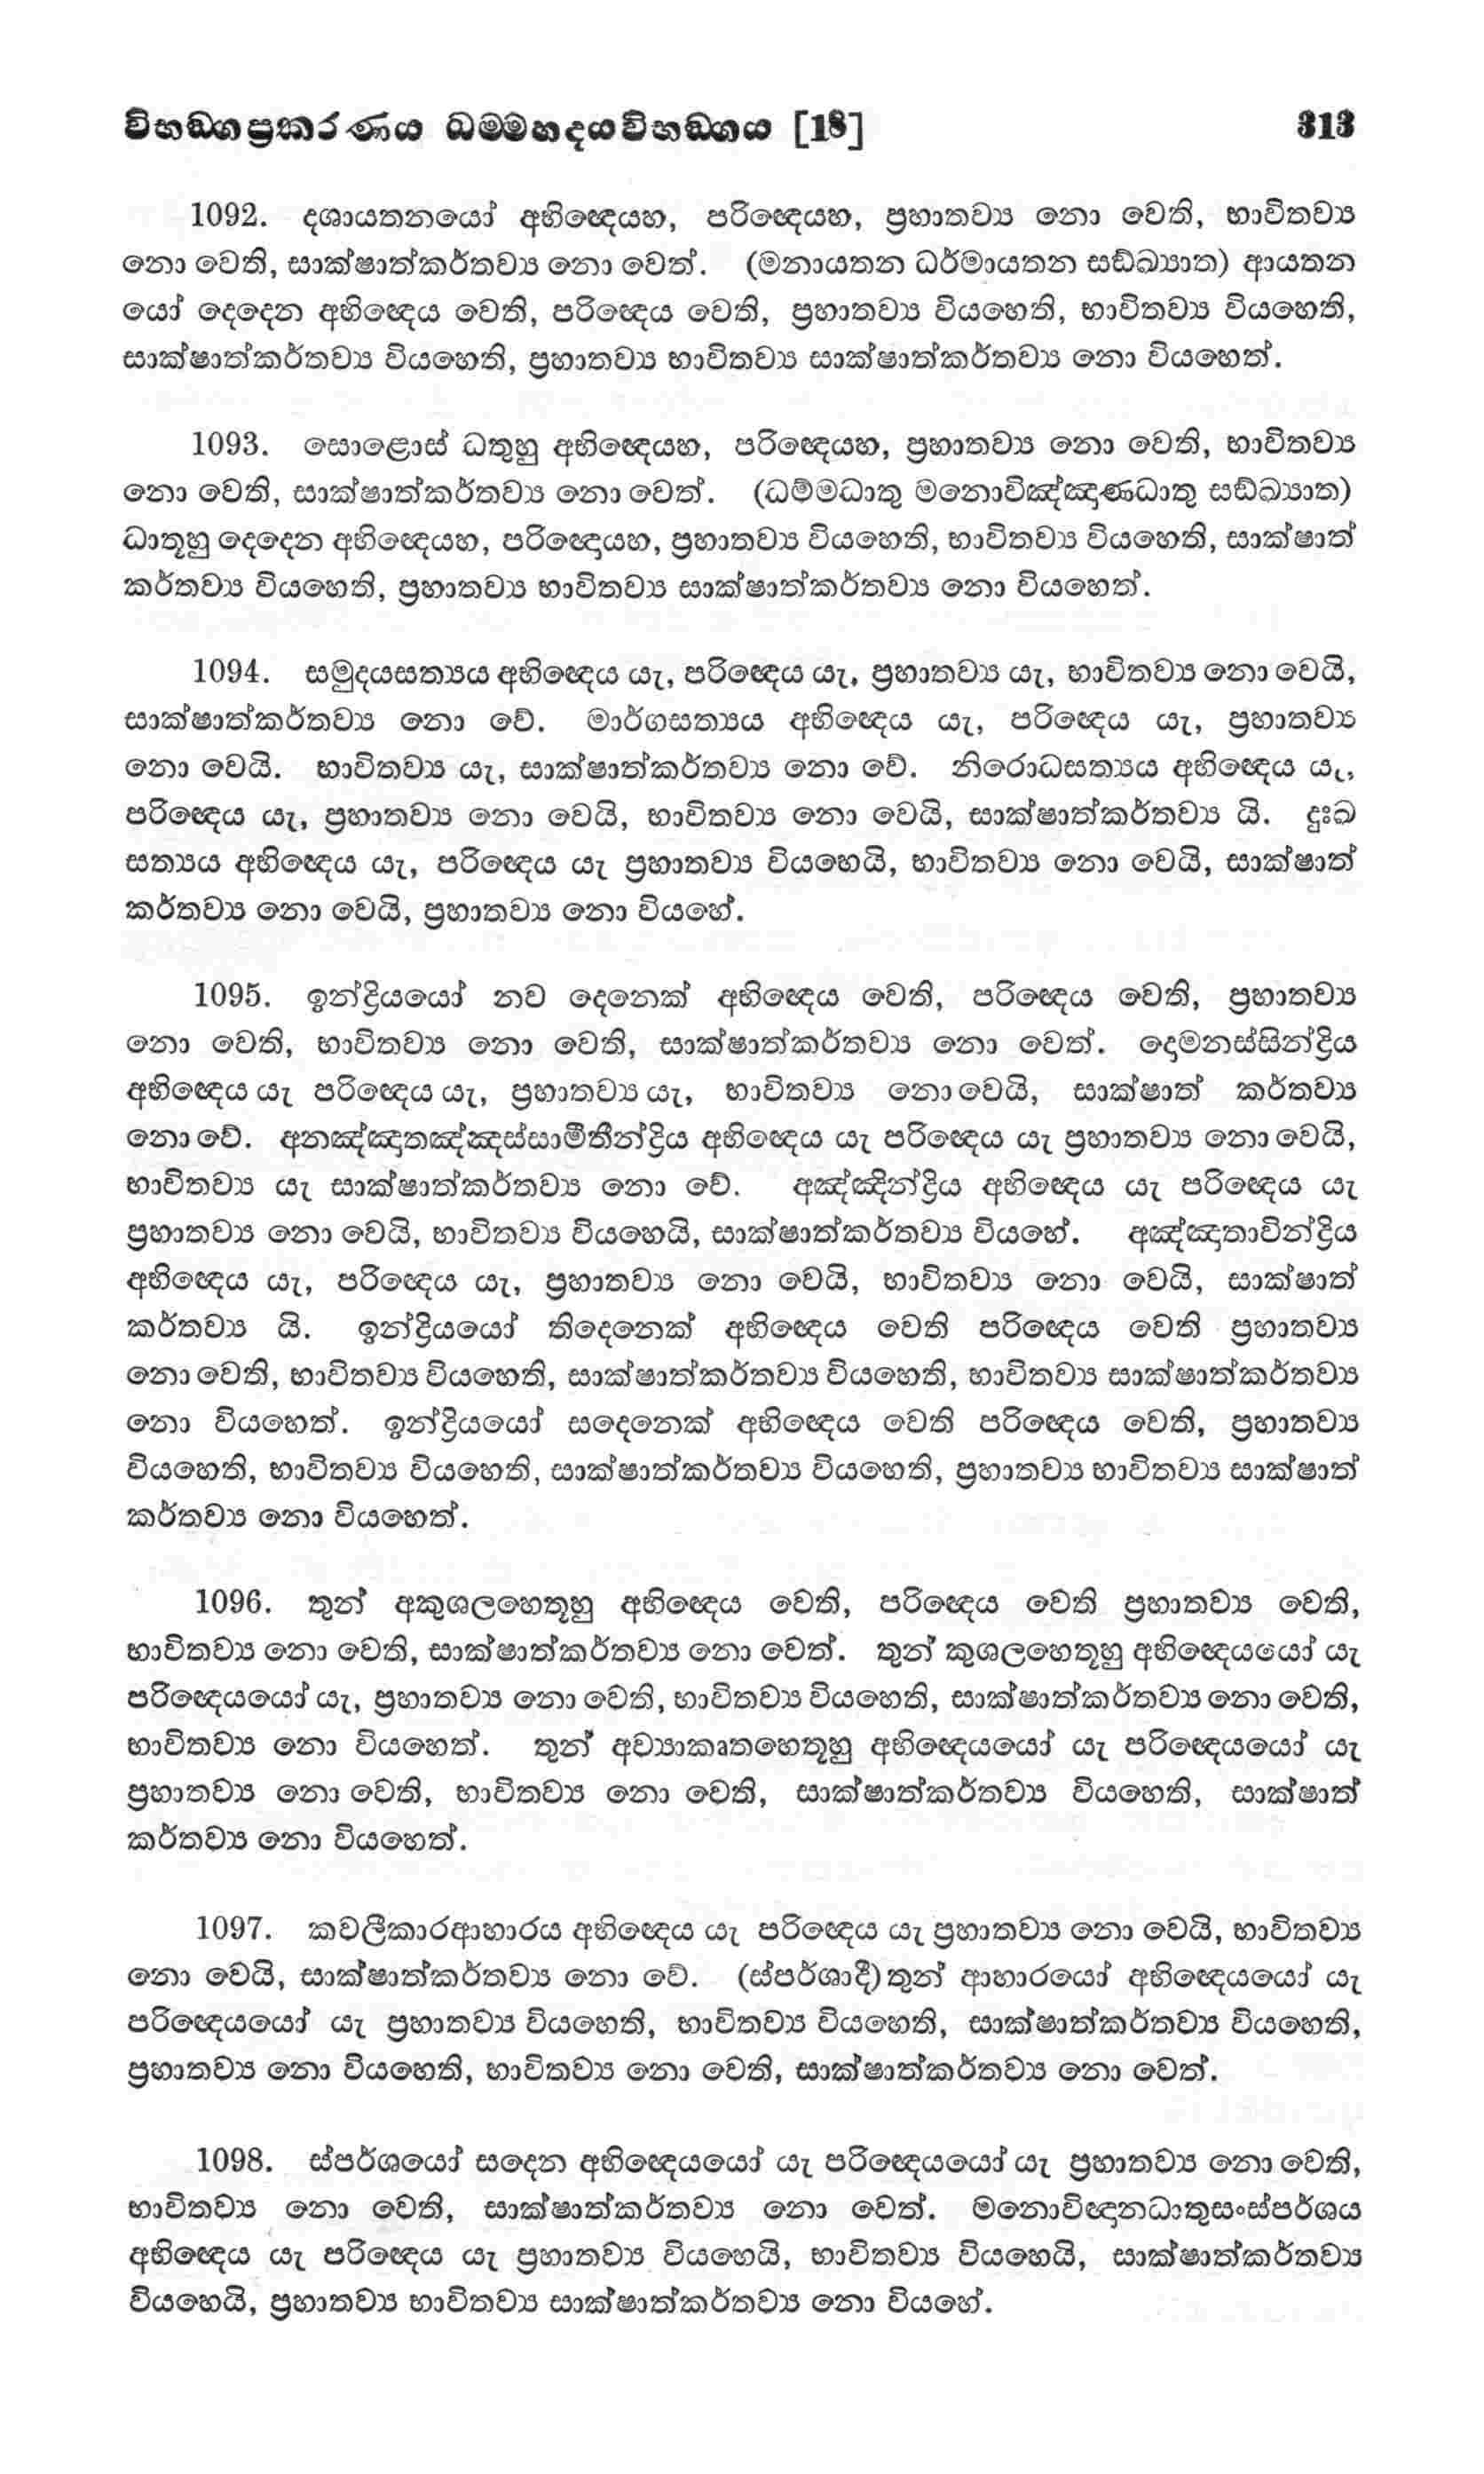 විභඞ්ගප්‍රකරණය ධම්මහදයවිභඞ්ගය [18] 313
1092. දශායතනයෝ අභිඥෙයහ, පරිඥෙයහ, ප්‍රහාතව්‍ය නො වෙති, භාවිතව්‍ය
නො වෙති, සාක්ෂාත්කර්තව්‍ය නො වෙත්. (මනායතන ධර්මායතන සඞ්ඛ්‍යාත) ආයතන
යෝ දෙදෙන අභිඥෙය වෙති, පරිඥෙය වෙති, ප්‍රහාතව්‍ය වියහෙති, භාවිතව්‍ය වියහෙති,
සාක්ෂාත්කර්තව්‍ය වියහෙති, ප්‍රහාතව්‍ය භාවිතව්‍ය සාක්ෂාත්කර්තව්‍ය නො වියහෙත්.
1093. සොළොස් ධතුහු අභිඥෙයහ, පරිඥෙයහ, ප්‍රහාතව්‍ය නො වෙති, භාවිතව්‍ය
නො වෙති, සාක්ෂාත්කර්තව්‍ය නො වෙත්. (ධම්මධාතු මනොවිඤ්ඤාණධාතු සඞ්ඛ්‍යාත)
ධාතූහු දෙදෙන අභිඥෙයහ, පරිඥොයහ, ප්‍රහාතව්‍ය වියහෙති, භාවිතව්‍ය වියහෙති, සාක්ෂාත්
කර්තව්‍ය වියහෙති, ප්‍රහාතව්‍ය භාවිතව්‍ය සාක්ෂාත්කර්තව්‍ය නො වියහෙත්.
1094. සමුදයසත්‍යය අභිඥෙය යැ, පරිඥෙය යැ, ප්‍රහාතව්‍ය යැ, භාවිතව්‍ය නො වෙයි,
සාක්ෂාත්කර්තව්‍ය නො වේ. මාර්ගසත්‍යය අභිඥෙය යැ, පරිඥෙය යැ, ප්‍රහාතව්‍ය
නො වෙයි. භාවිතව්‍ය යැ, සාක්ෂාත්කර්තව්‍ය නො වේ. නිරොධසත්‍යය අභිඥෙය යැ,
පරිඥෙය යැ, ප්‍රහාතව්‍ය නො වෙයි, භාවිතව්‍ය නො වෙයි, සාක්ෂාත්කර්තව්‍ය යි. දුඃඛ
සත්‍යය අභිඥෙය යැ, පරිඥෙය යැ ප්‍රහාතව්‍ය වියහෙයි, භාවිතව්‍ය නො වෙයි, සාක්ෂාත්
කර්තව්‍ය නො වෙයි, ප්‍රහාතව්‍ය නො වියහේ.
1095. ඉන්ද්‍රියයෝ නව දෙනෙක් අභිඥෙය වෙති, පරිඥෙය වෙති, ප්‍රහාතව්‍ය
නො වෙති, භාවිතව්‍ය නො වෙති, සාක්ෂාත්කර්තව්‍ය නො වෙත්. දොමනස්සින්ද්‍රිය
අභිඥෙය යැ පරිඥෙය යැ, ප්‍රහාතව්‍ය යැ, භාවිතව්‍ය නො වෙයි, සාක්ෂාත් කර්තව්‍ය
නො වේ. අනඤ්ඤාතඤ්ඤස්සාමීතීන්ද්‍රිය අභිඥෙය යැ පරිඥෙය යැ ප්‍රහාතව්‍ය නො වෙයි,
භාවිතව්‍ය යැ සාක්ෂාත්කර්තව්‍ය නො වේ. අඤ්ඤින්ද්‍රිය අභිඥෙය යැ පරිඥෙය යැ
ප්‍රහාතව්‍ය නො වෙයි, භාවිතව්‍ය වියහෙයි, සාක්ෂාත්කර්තව්‍ය වියහේ. අඤ්ඤාතාවින්ද්‍රිය
අභිඥෙය යැ, පරිඥෙය යැ, ප්‍රහාතව්‍ය නො වෙයි, භාවිතව්‍ය නො වෙයි, සාක්ෂාත්
කර්තව්‍ය යි. ඉන්ද්‍රියයෝ තිදෙනෙක් අභිඥෙය වෙති පරිඥෙය වෙති ප්‍රහාතව්‍ය
නො වෙති, භාවිතව්‍ය වියහෙති, සාක්ෂාත්කර්තව්‍ය වියහෙති, භාවිතව්‍ය සාක්ෂාත්කර්තව්‍ය
නො වියහෙත්. ඉන්ද්‍රියයෝ සදෙනෙක් අභිඥෙය වෙති පරිඥෙය වෙති, ප්‍රහාතව්‍ය
වියහෙති, භාවිතව්‍ය වියහෙති, සාක්ෂාත්කර්තව්‍ය වියහෙති, ප්‍රහාතව්‍ය භාවිතව්‍ය සාක්ෂාත්
කර්තව්‍ය නො වියහෙත්.
1096. තුන් අකුශලහෙතූහු අභිඥෙය වෙති, පරිඥෙය වෙති ප්‍රහාතව්‍ය වෙති,
භාවිතව්‍ය නො වෙති, සාක්ෂාත්කර්තව්‍ය නො වෙත්. තුන් කුශලහෙතූහු අභිඥෙයයෝ යැ
පරිඥෙයයෝ යැ, ප්‍රහාතව්‍ය නො වෙති, භාවිතව්‍ය වියහෙති, සාක්ෂාත්කර්තව්‍ය නො වෙති,
භාවිතව්‍ය නො වියහෙත්. තුන් අව්‍යාකෘතහෙතූහු අභිඥෙයයෝ යැ පරිඥෙයයෝ යැ
ප්‍රහාතව්‍ය නො වෙති, භාවිතව්‍ය නො වෙති, සාක්ෂාත්කර්තව්‍ය වියහෙති, සාක්ෂාත්
කර්තව්‍ය නො වියහෙත්.
1097. කවලීකාරආහාරය අභිඥෙය යැ පරිඥෙය යැ ප්‍රහාතව්‍ය නො වෙයි, භාවිතව්‍ය
නො වෙයි, සාක්ෂාත්කර්තව්‍ය නො වේ. (ස්පර්ශාදී) තුන් ආහාරයෝ අභිඥෙයයෝ යැ
පරිඥෙයයෝ යැ ප්‍රහාතව්‍ය වියහෙති, භාවිතව්‍ය වියහෙති, සාක්ෂාත්කර්තව්‍ය වියහෙති,
ප්‍රහාතව්‍ය නො වියහෙති, භාවිතව්‍ය නො වෙති, සාක්ෂාත්කර්තව්‍ය නො වෙත්.
1098. ස්පර්ශයෝ සදෙන අභිඥෙයයෝ යැ පරිඥෙයයෝ යැ ප්‍රහාතව්‍ය නො වෙති,
භාවිතව්‍ය නො වෙති, සාක්ෂාත්කර්තව්‍ය නො වෙත්. මනොවිඥානධාතුසංස්පර්ශය
අභිඥෙය යැ පරිඥෙය යැ ප්‍රහාතව්‍ය වියහෙයි, භාවිතව්‍ය වියහෙයි, සාක්ෂාත්කර්තව්‍ය
වියහෙයි, ප්‍රහාතව්‍ය භාවිතව්‍ය සාක්ෂාත්කර්තව්‍ය නො වියහේ.